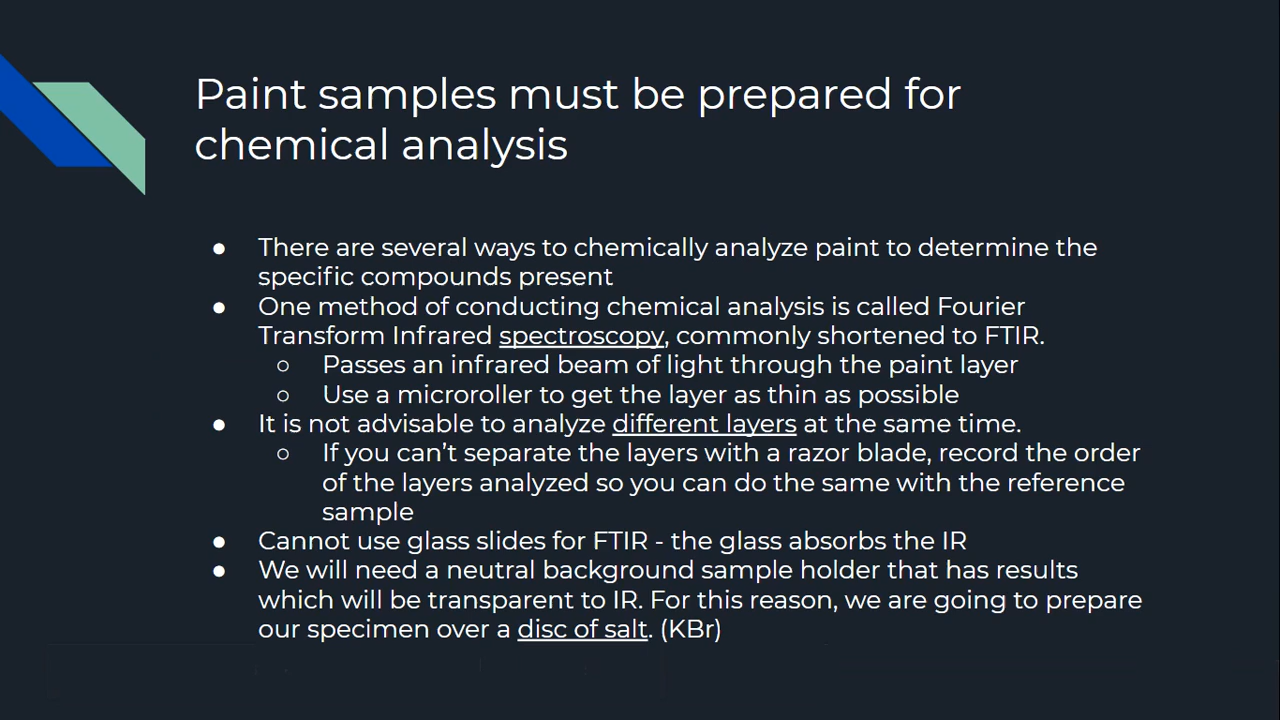 Paint samples must be prepared for
chemical analysis
● There are several ways to chemically analyze paint to determine the
specific compounds present
● One method of conducting chemical analysis is called Fourier
Transform Infrared spectroscopy, commonly shortened to FTIR.
○ Passes an infrared beam of light through the paint layer
○ Use a microroller to get the layer as thin as possible
● It is not advisable to analyze different layers at the same time.
○ If you can’t separate the layers with a razor blade, record the order
of the layers analyzed so you can do the same with the reference
sample
● Cannot use glass slides for FTIR - the glass absorbs the IR
● We will need a neutral background sample holder that has results
which will be transparent to IR. For this reason, we are going to prepare
our specimen over a disc of salt. (KBr)